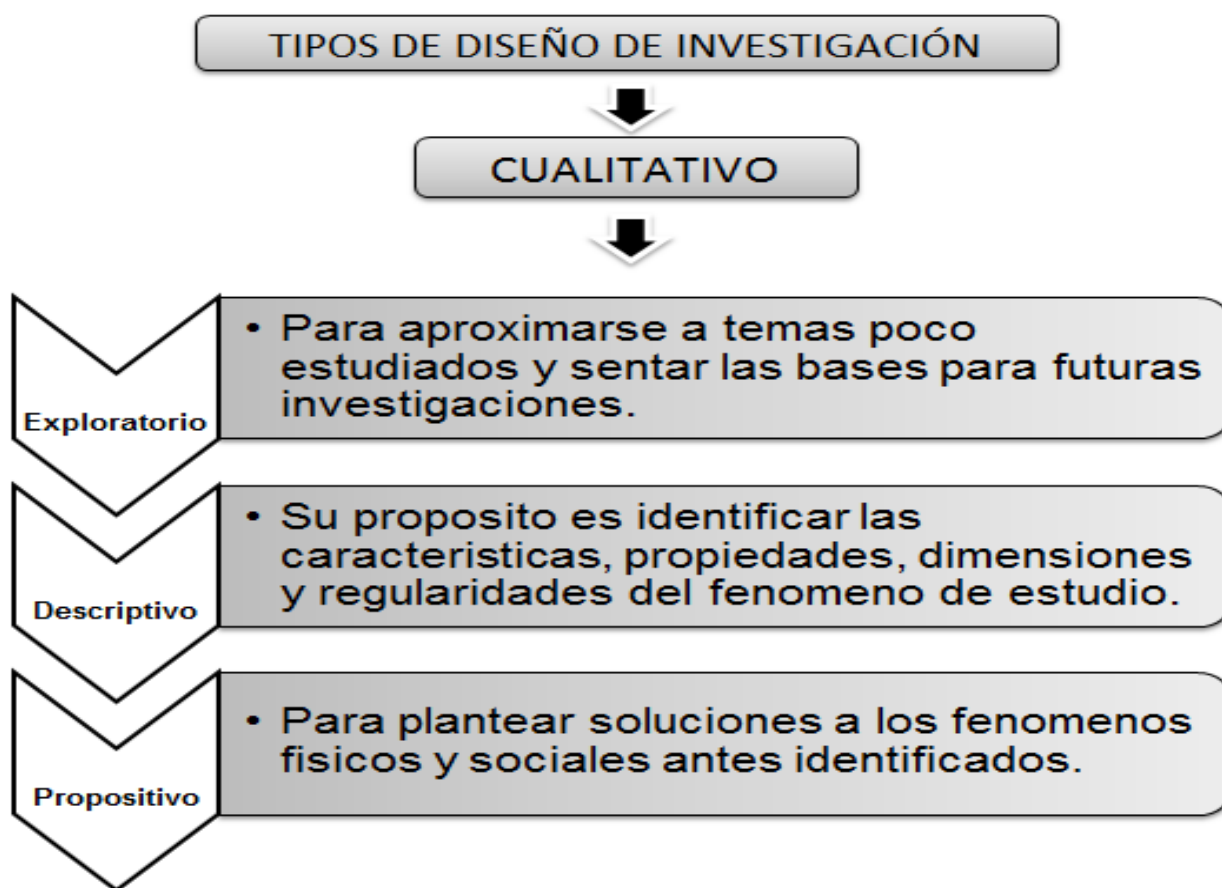 TIPOS DE DISEÑO DE INVESTIGACIÓN
CUALITATIVO
Exploratorio
• Para aproximarse a temas poco
estudiados y sentar las bases para futuras
investigaciones.
Descriptivo
• Su proposito es identificar las
caracteristicas, propiedades, dimensiones
y regularidades del fenomeno de estudio.
Propositivo
• Para plantear soluciones a los fenomenos
fisicos y sociales antes identificados.